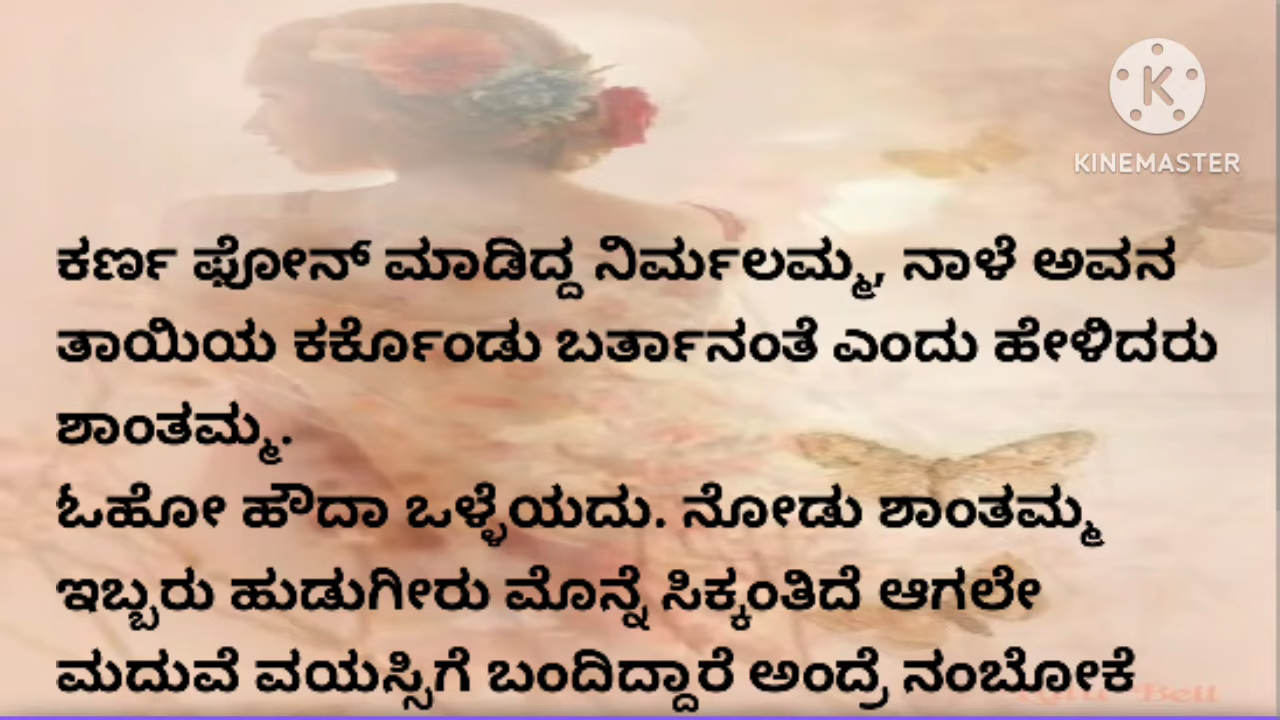 KINEMASTER
ಕರ್ಣ ಫ಼ೋನ್ ಮಾಡಿದ್ದ ನಿರ್ಮಲಮ್ಮ, ನಾಳೆ ಅವನ
ತಾಯಿಯ ಕರ್ಕೊಂಡು ಬರ್ತಾನಂತೆ ಎಂದು ಹೇಳಿದರು
ಶಾಂತಮ್ಮ.
ಓಹೋ ಹೌದಾ ಒಳ್ಳೆಯದು. ನೋಡು ಶಾಂತಮ್ಮ
ಇಬ್ಬರು ಹುಡುಗೀರು ಮೊನ್ನೆ ಸಿಕ್ಕಂತಿದೆ ಆಗಲೇ
ಮದುವೆ ವಯಸ್ಸಿಗೆ ಬಂದಿದ್ದಾರೆ ಅಂದ್ರೆ ನಂಬೋಕೆ